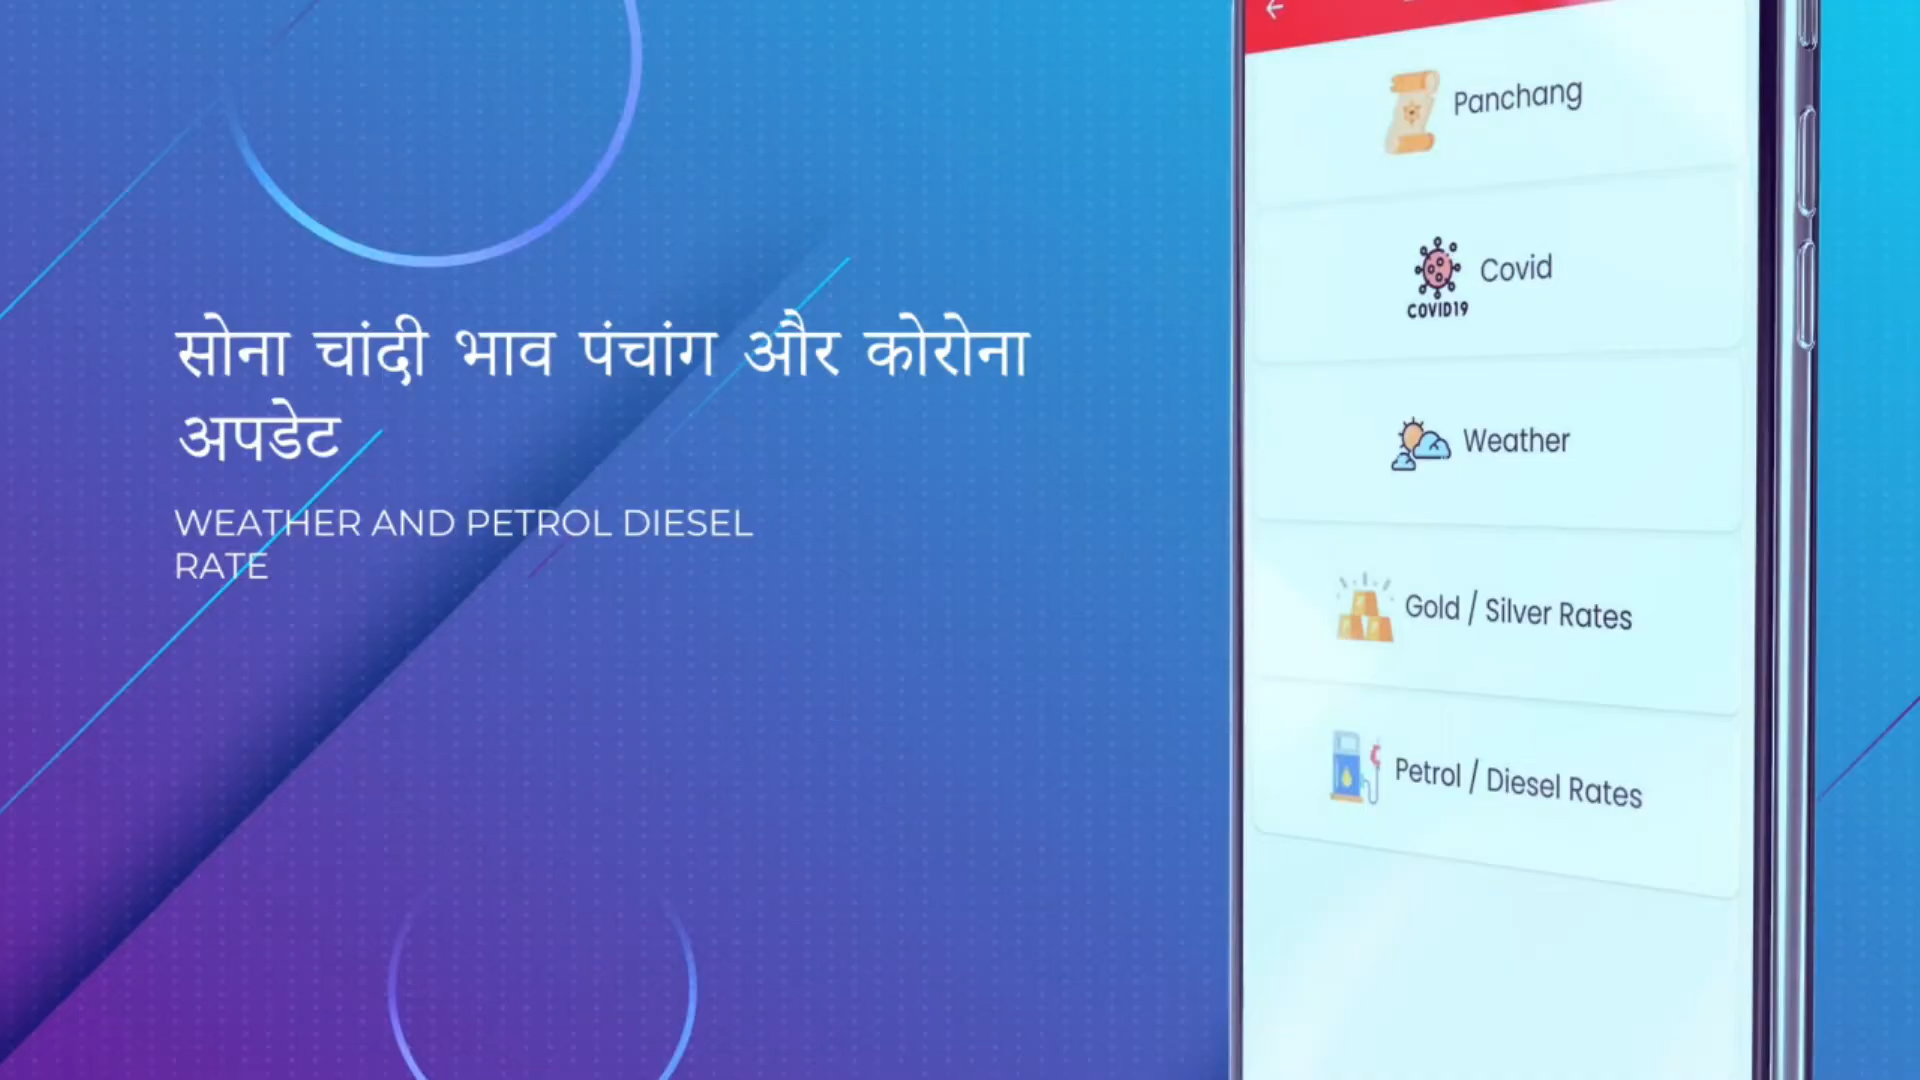 सोना चांदी भाव पंचांग और कोरोना
अपडेट
WEATHER AND PETROL DIESEL
RATE
Panchang
Covid
COVID19
Weather
Gold / Silver Rates
Petrol / Diesel Rates